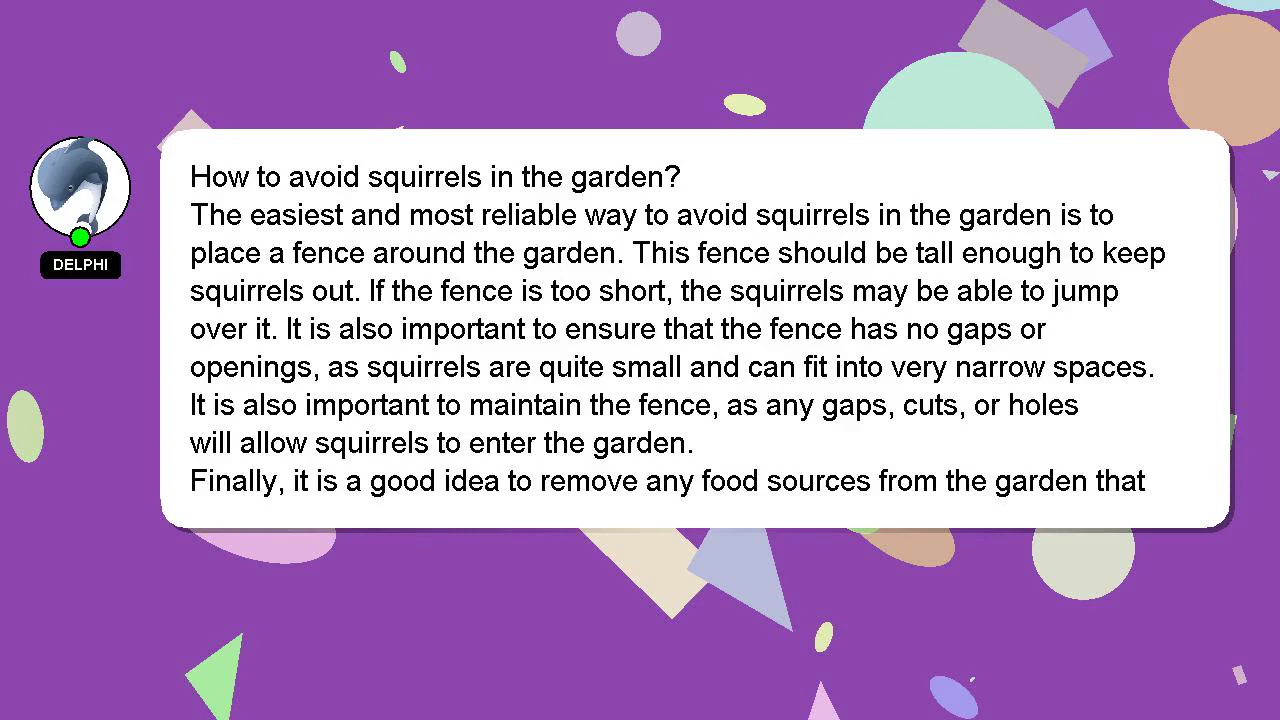 DELPHI
How to avoid squirrels in the garden?
The easiest and most reliable way to avoid squirrels in the garden is to
place a fence around the garden. This fence should be tall enough to keep
squirrels out. If the fence is too short, the squirrels may be able to jump
over it. It is also important to ensure that the fence has no gaps or
openings, as squirrels are quite small and can fit into very narrow spaces.
It is also important to maintain the fence, as any gaps, cuts, or holes
will allow squirrels to enter the garden.
Finally, it is a good idea to remove any food sources from the garden that